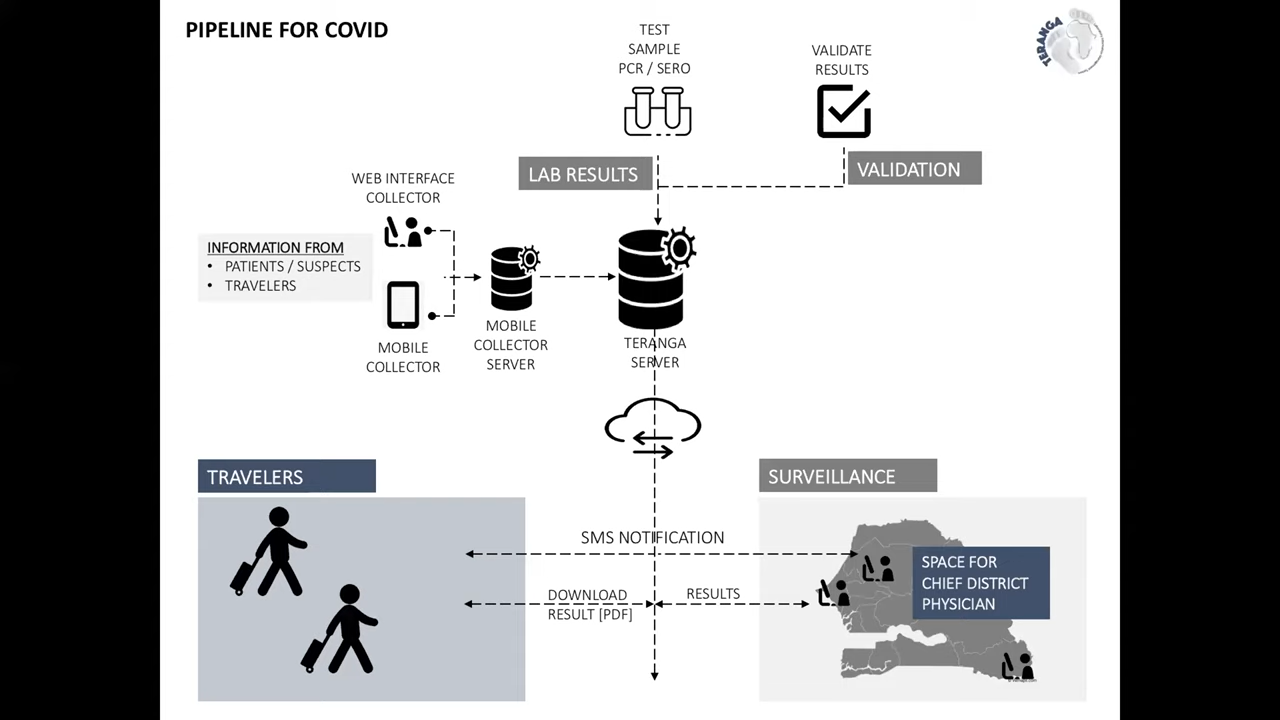 PIPELINE FOR COVID
TERANGA
TEST
SAMPLE
PCR / SERO
VALIDATE
RESULTS
LAB RESULTS
VALIDATION
WEB INTERFACE
COLLECTOR
INFORMATION FROM
• PATIENTS / SUSPECTS
• TRAVELERS
MOBILE
COLLECTOR
MOBILE
COLLECTOR
SERVER
TERANGA
SERVER
TRAVELERS
SURVEILLANCE
SMS NOTIFICATION
DOWNLOAD
RESULT [PDF]
RESULTS
SPACE FOR
CHIEF DISTRICT
PHYSICIAN